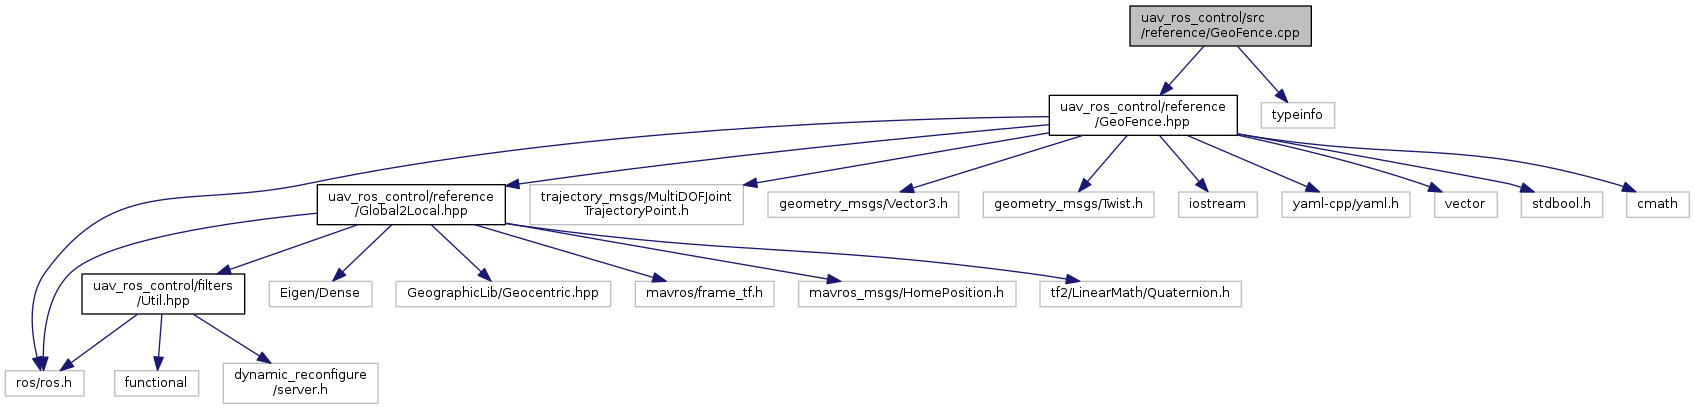 uav_ros_control/src
/reference/GeoFence.cpp
uav_ros_control/reference
/GeoFence.hpp
typeinfo
uav_ros_control/reference
/Global2Local.hpp
trajectory_msgs/MultiDOFJoint
TrajectoryPoint.h
geometry_msgs/Vector3.h
geometry_msgs/Twist.h
iostream
yaml-cpp/yaml.h
vector
stdbool.h
cmath
uav_ros_control/filters
/Util.hpp
Eigen/Dense
GeographicLib/Geocentric.hpp
mavros/frame_tf.h
mavros_msgs/HomePosition.h
tf2/LinearMath/Quaternion.h
ros/ros.h
functional
dynamic_reconfigure
/server.h